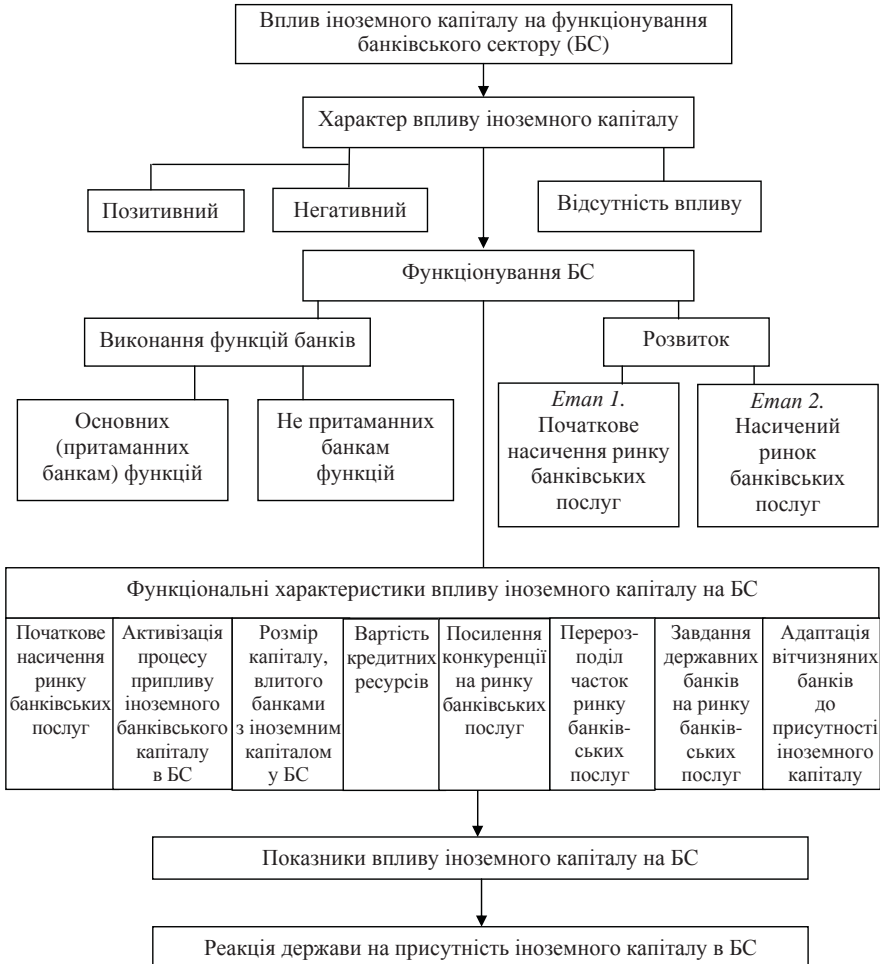 Вплив іноземного капіталу на функціонування
банківського сектору (БС)
Характер впливу іноземного капіталу
Позитивний
Негативний
Відсутність впливу
Функціонування БС
Виконання функцій банків
Розвиток
Основних
(притаманних
банкам) функцій
Не притаманних
банкам
функцій
Етап 1.
Початкове
насичення ринку
банківських
послуг
Етап 2.
Насичений
ринок
банківських
послуг
Функціональні характеристики впливу іноземного капіталу на БС
Початкове
насичення
ринку
банківських
послуг
Активізація
процесу
припливу
іноземного
банківського
капіталу
в БС
Розмір
капіталу,
влитого
банками
з іноземним
капіталом
у БС
Вартість
кредитних
ресурсів
Посилення
конкуренції
на ринку
банківських
послуг
Перероз-
поділ
часток
ринку
банків-
ських
послуг
Завдання
державних
банків
на ринку
банків-
ських
послуг
Адаптація
вітчизняних
банків
до
присутності
іноземного
капіталу
Показники впливу іноземного капіталу на БС
Реакція держави на присутність іноземного капіталу в БС